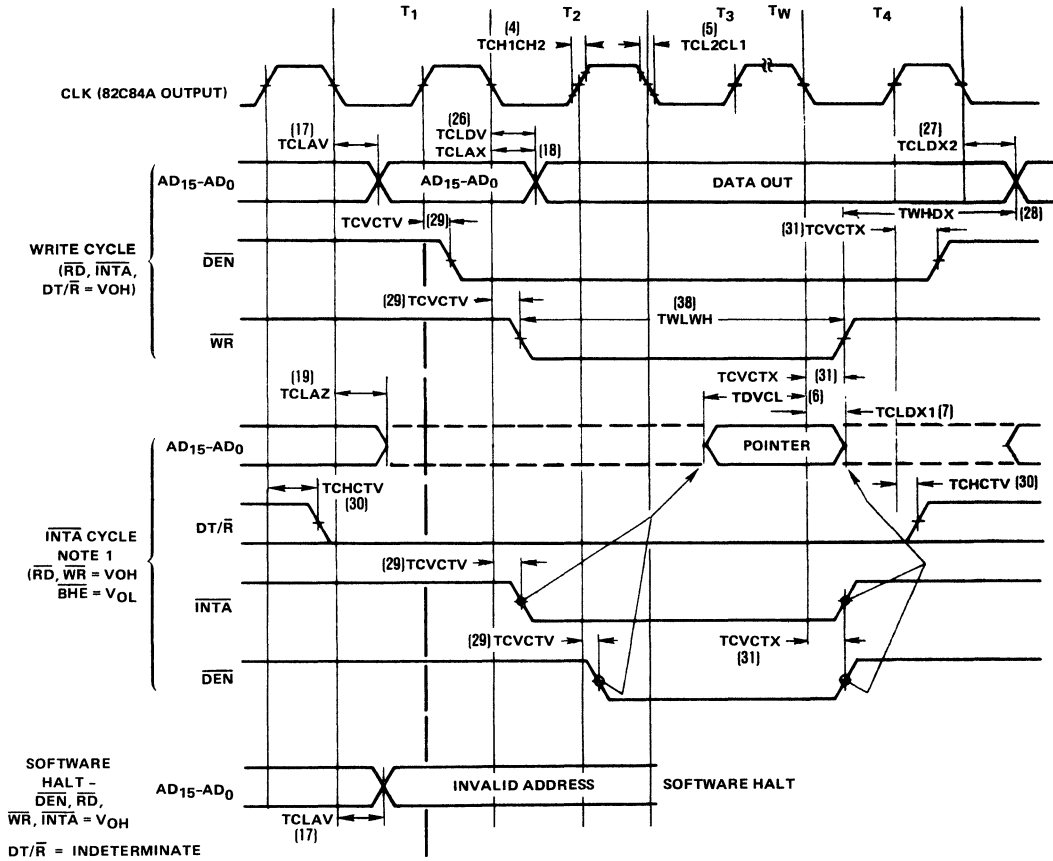 T1 T2 T3 TW T4
(4)
TCH1CH2
(5)
TCL2CL1
CLK (82C84A OUTPUT)
(17)
TCLAV
(26)
TCLDV
TCLAX
(18)
(27)
TCLDX2
WRITE CYCLE
(RD, INTA,
DT/R = VOH)
AD15-AD0
AD15-AD0
DATA OUT
TWHDX
(28)
TCVCTV
(29)
(31)TCVCTX
DEN
(29)TCVCTV
(38)
TWLWH
WR
TCVCTX
(31)
(19)
TCLAZ
TDVCL
(6)
TCLDX1(7)
INTA CYCLE
NOTE 1
(RD, WR = VOH
BHE = VOL
AD15-AD0
POINTER
TCHCTV
(30)
TCHCTV (30)
DT/R
(29)TCVCTV
INTA
(29)TCVCTV
TCVCTX
(31)
DEN
SOFTWARE
HALT -
DEN, RD,
WR, INTA = VOH
DT/R = INDETERMINATE
AD15-AD0
INVALID ADDRESS
SOFTWARE HALT
TCLAV
(17)